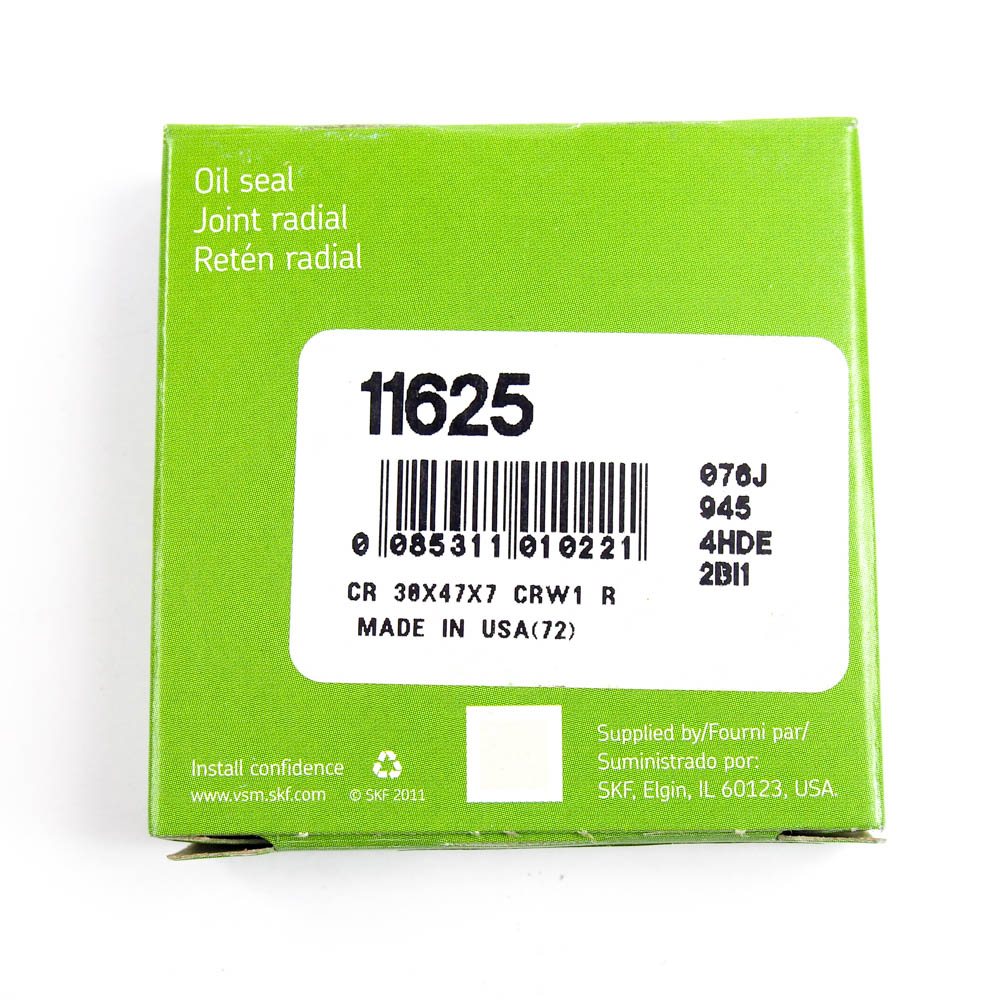 Oil seal
Joint radial
Retén radial
11625
0 085311 010221
CR 30X47X7 CRW1 R
MADE IN USA(72)
076J
945
4HDE
2BI1
Install confidence
www.vsm.skf.com © SKF 2011
Supplied by/Fourni par/
Suministrado por:
SKF, Elgin, IL 60123, USA.